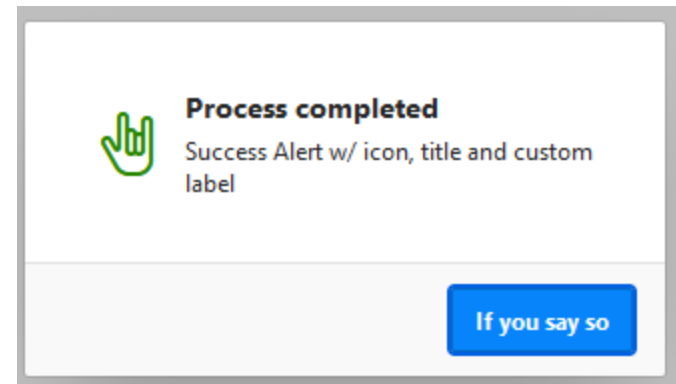 Process completed
Success Alert w/ icon, title and custom
label
If you say so